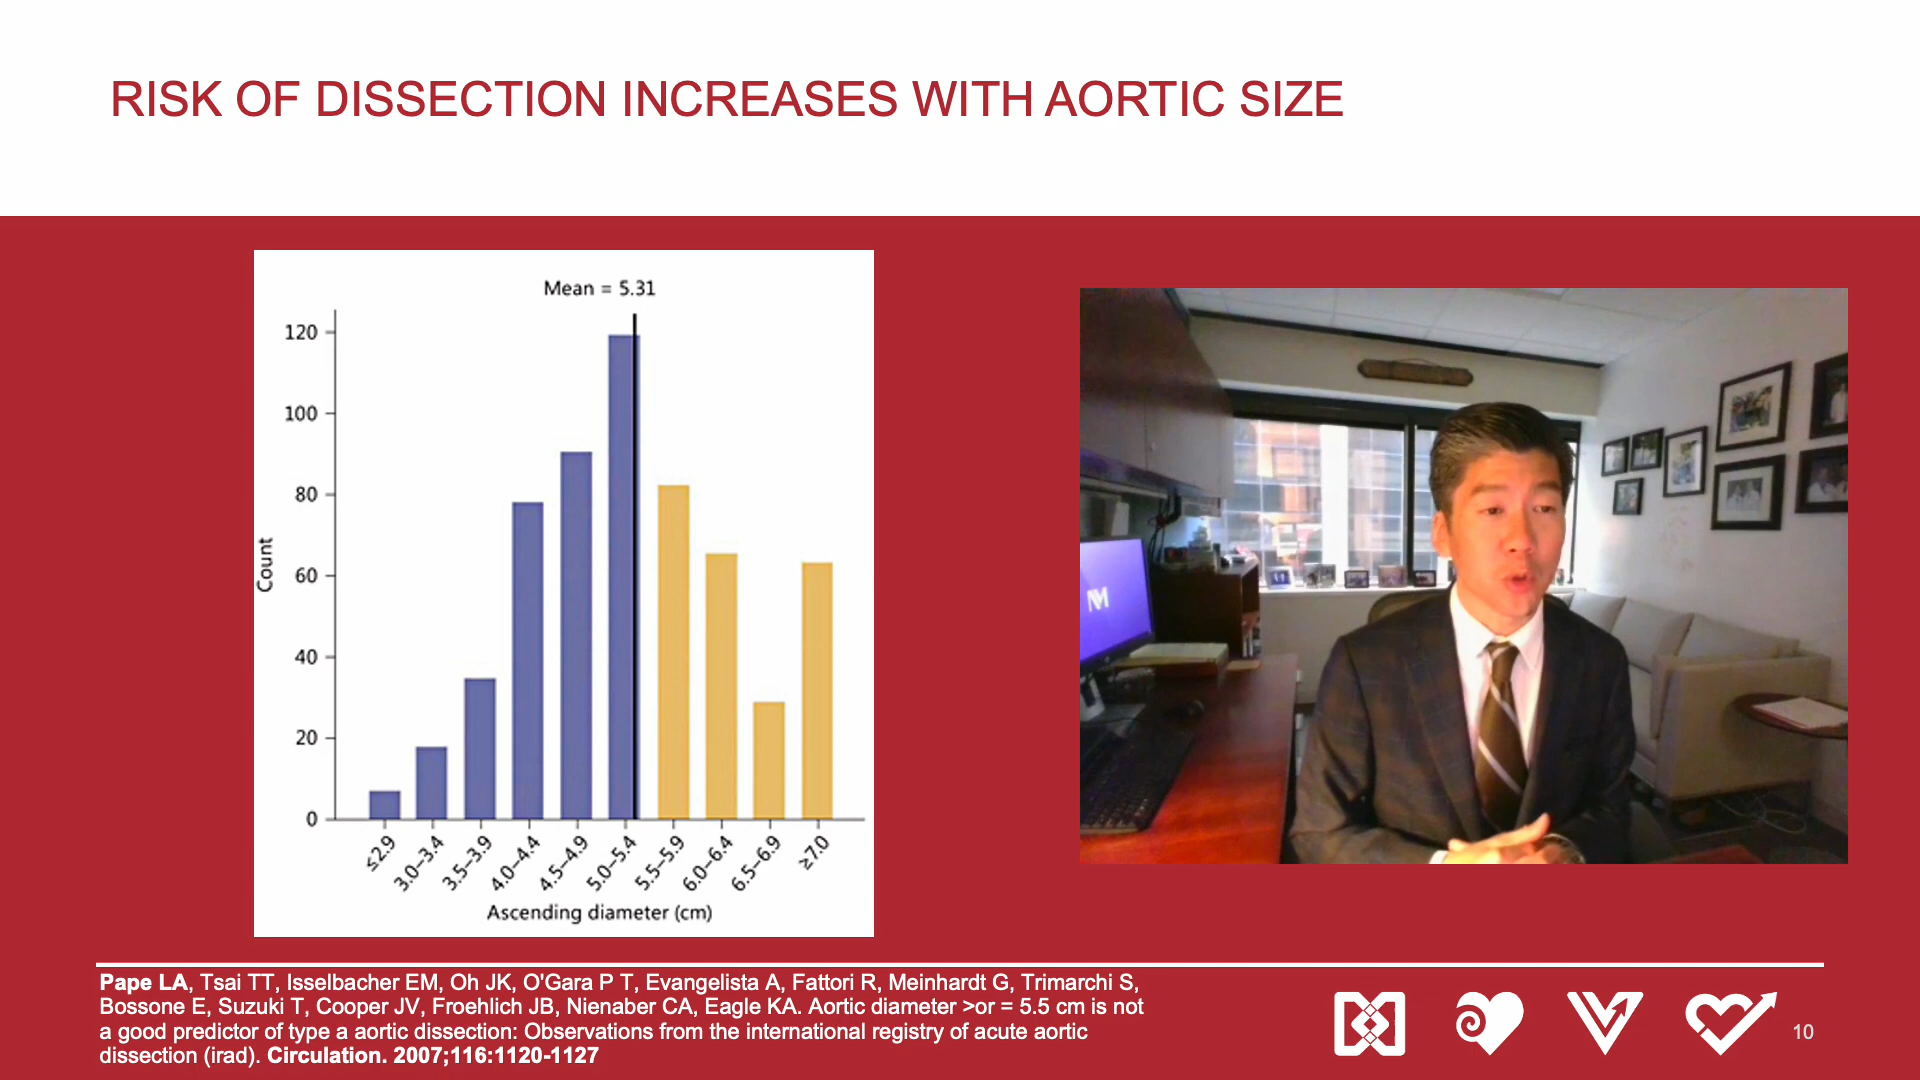 RISK OF DISSECTION INCREASES WITH AORTIC SIZE
Mean = 5.31
120
100
80
60
40
20
0
Count
≤2.9
3.0–3.4
3.5–3.9
4.0–4.4
4.5–4.9
5.0–5.4
5.5–5.9
6.0–6.4
6.5–6.9
≥7.0
Ascending diameter (cm)
Pape LA, Tsai TT, Isselbacher EM, Oh JK, O'Gara P T, Evangelista A, Fattori R, Meinhardt G, Trimarchi S,
Bossone E, Suzuki T, Cooper JV, Froehlich JB, Nienaber CA, Eagle KA. Aortic diameter >or = 5.5 cm is not
a good predictor of type a aortic dissection: Observations from the international registry of acute aortic
dissection (irad). Circulation. 2007;116:1120-1127
10